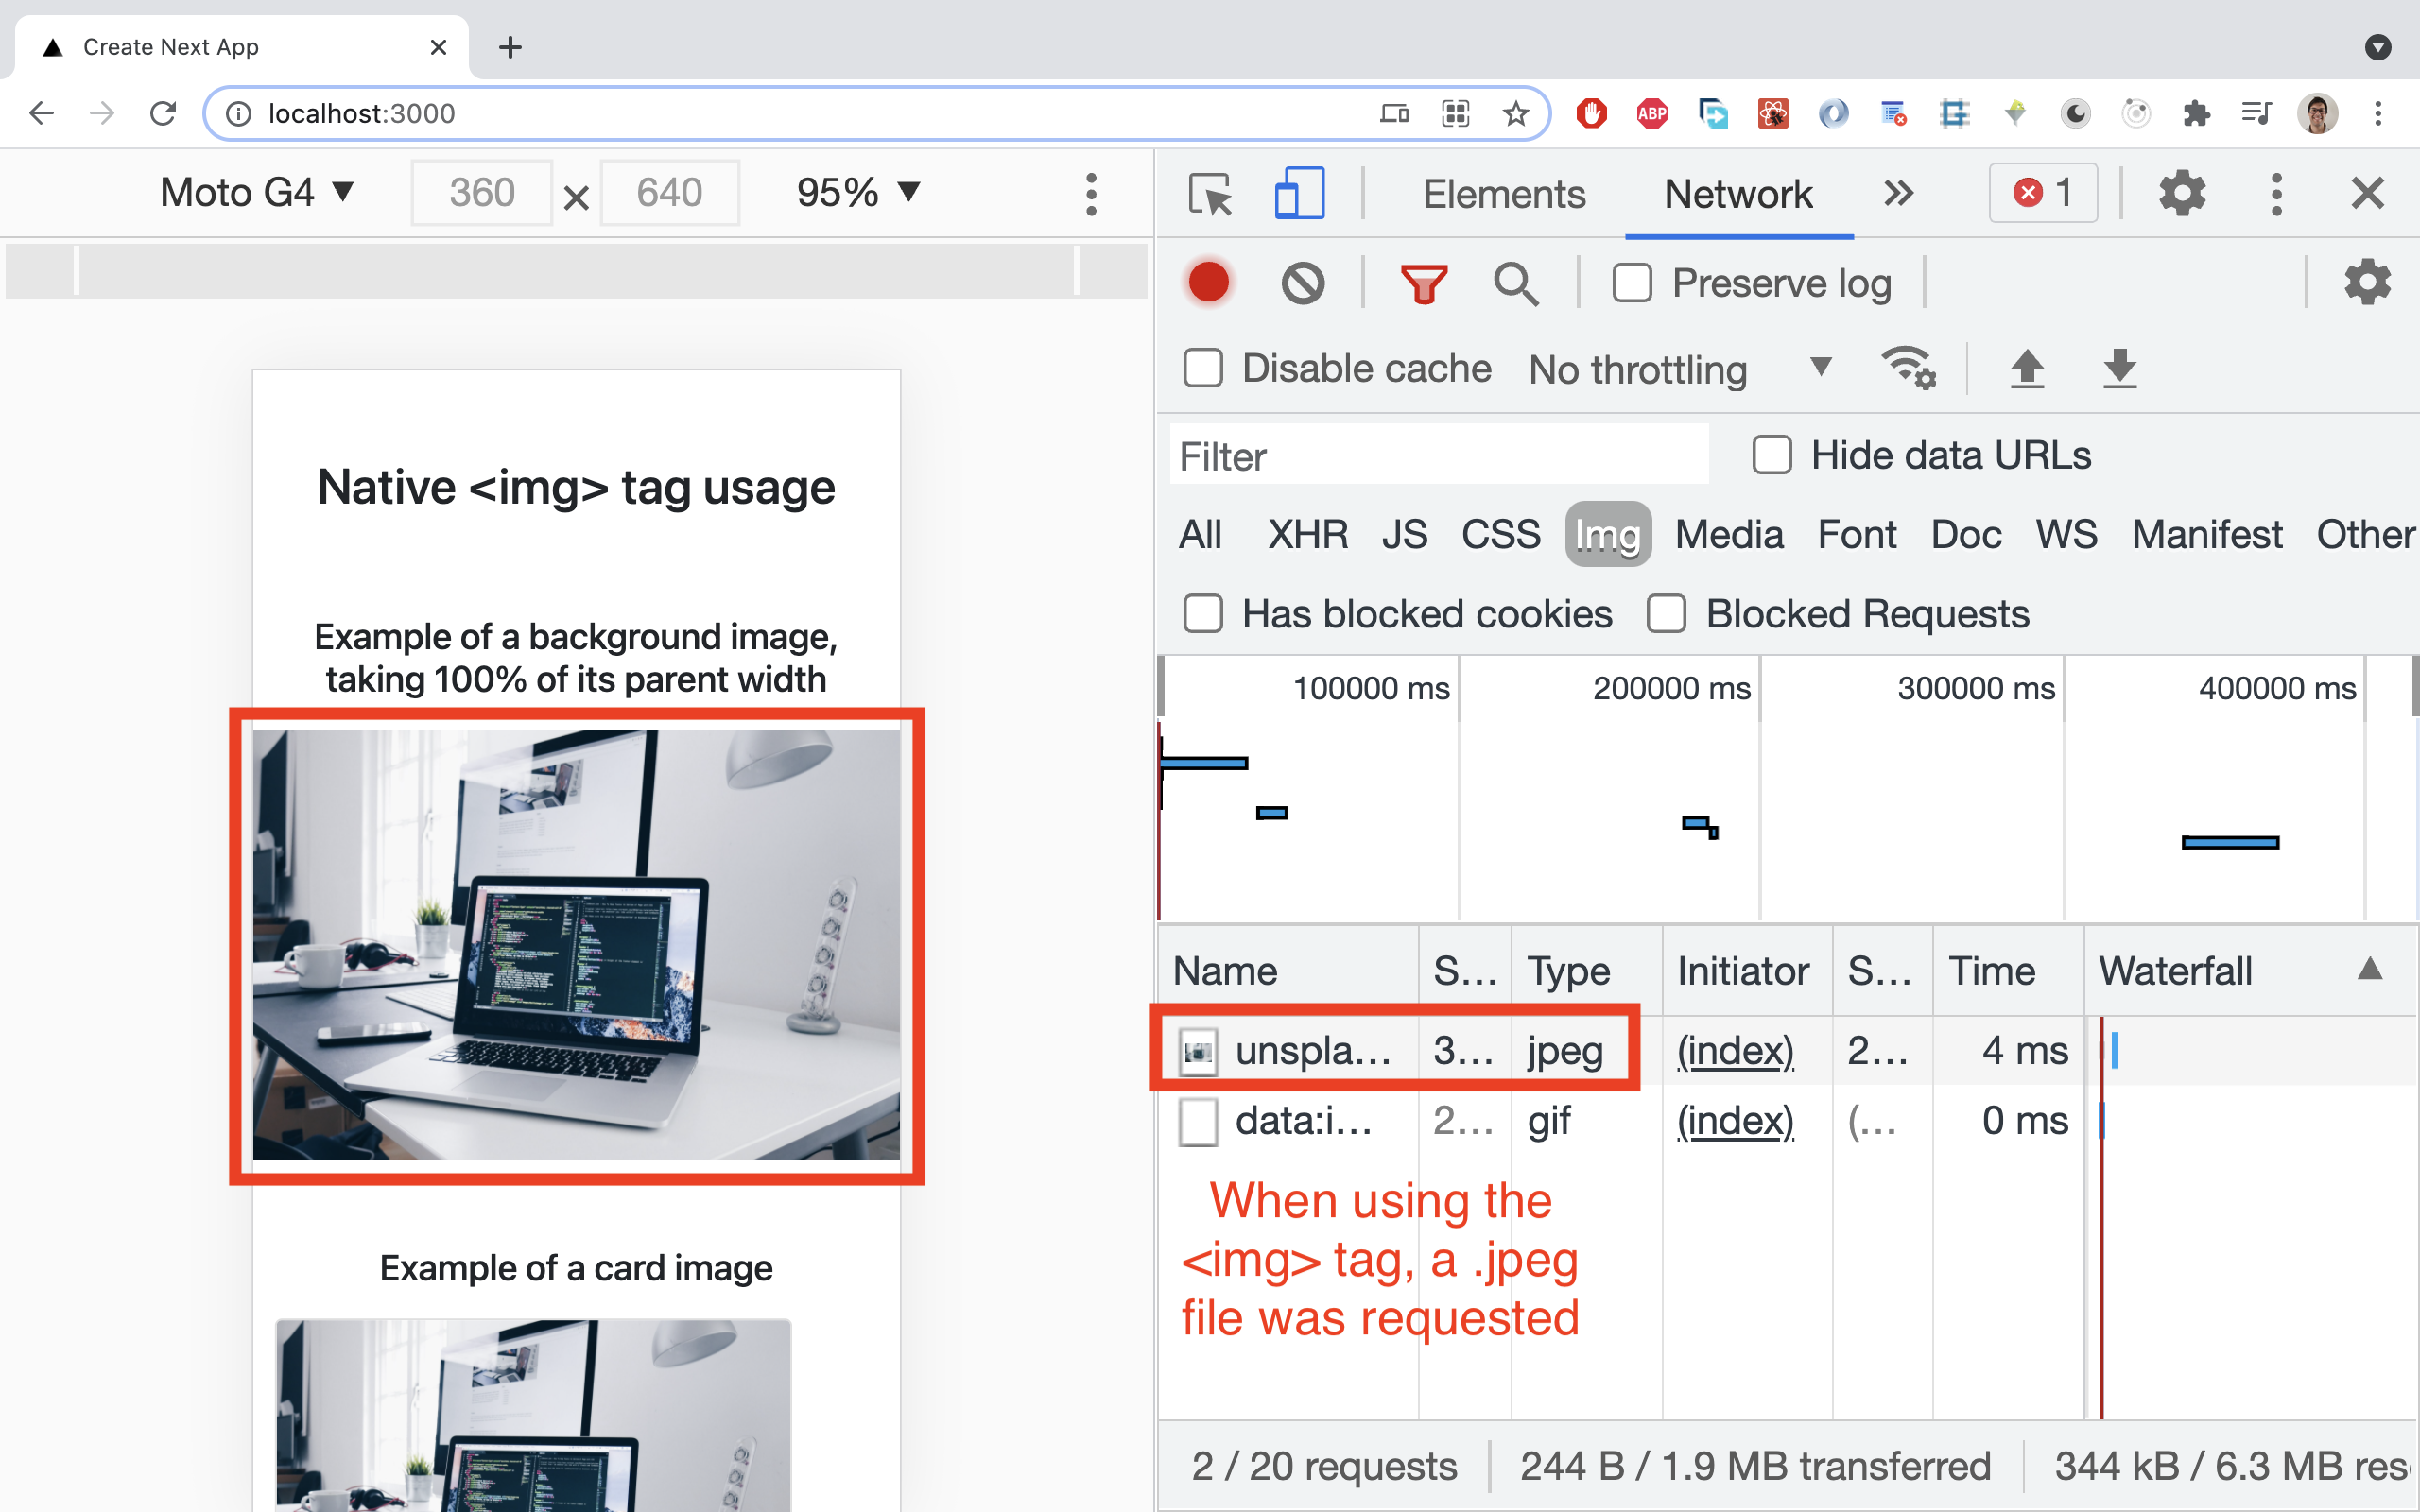 Create Next App
localhost:3000
ABP
Moto G4 ▼ 360 × 640 95% ▼
Elements Network 1
Preserve log
Disable cache No throttling
Filter Hide data URLs
All XHR JS CSS Img Media Font Doc WS Manifest Other
Has blocked cookies Blocked Requests
100000 ms 200000 ms 300000 ms 400000 ms
Name S... Type Initiator S... Time Waterfall
unspla... 3... jpeg (index) 2... 4 ms
data:i... 2... gif (index) (... 0 ms
When using the
<img> tag, a .jpeg
file was requested
2 / 20 requests 244 B / 1.9 MB transferred 344 kB / 6.3 MB res
Native <img> tag usage
Example of a background image,
taking 100% of its parent width
Example of a card image